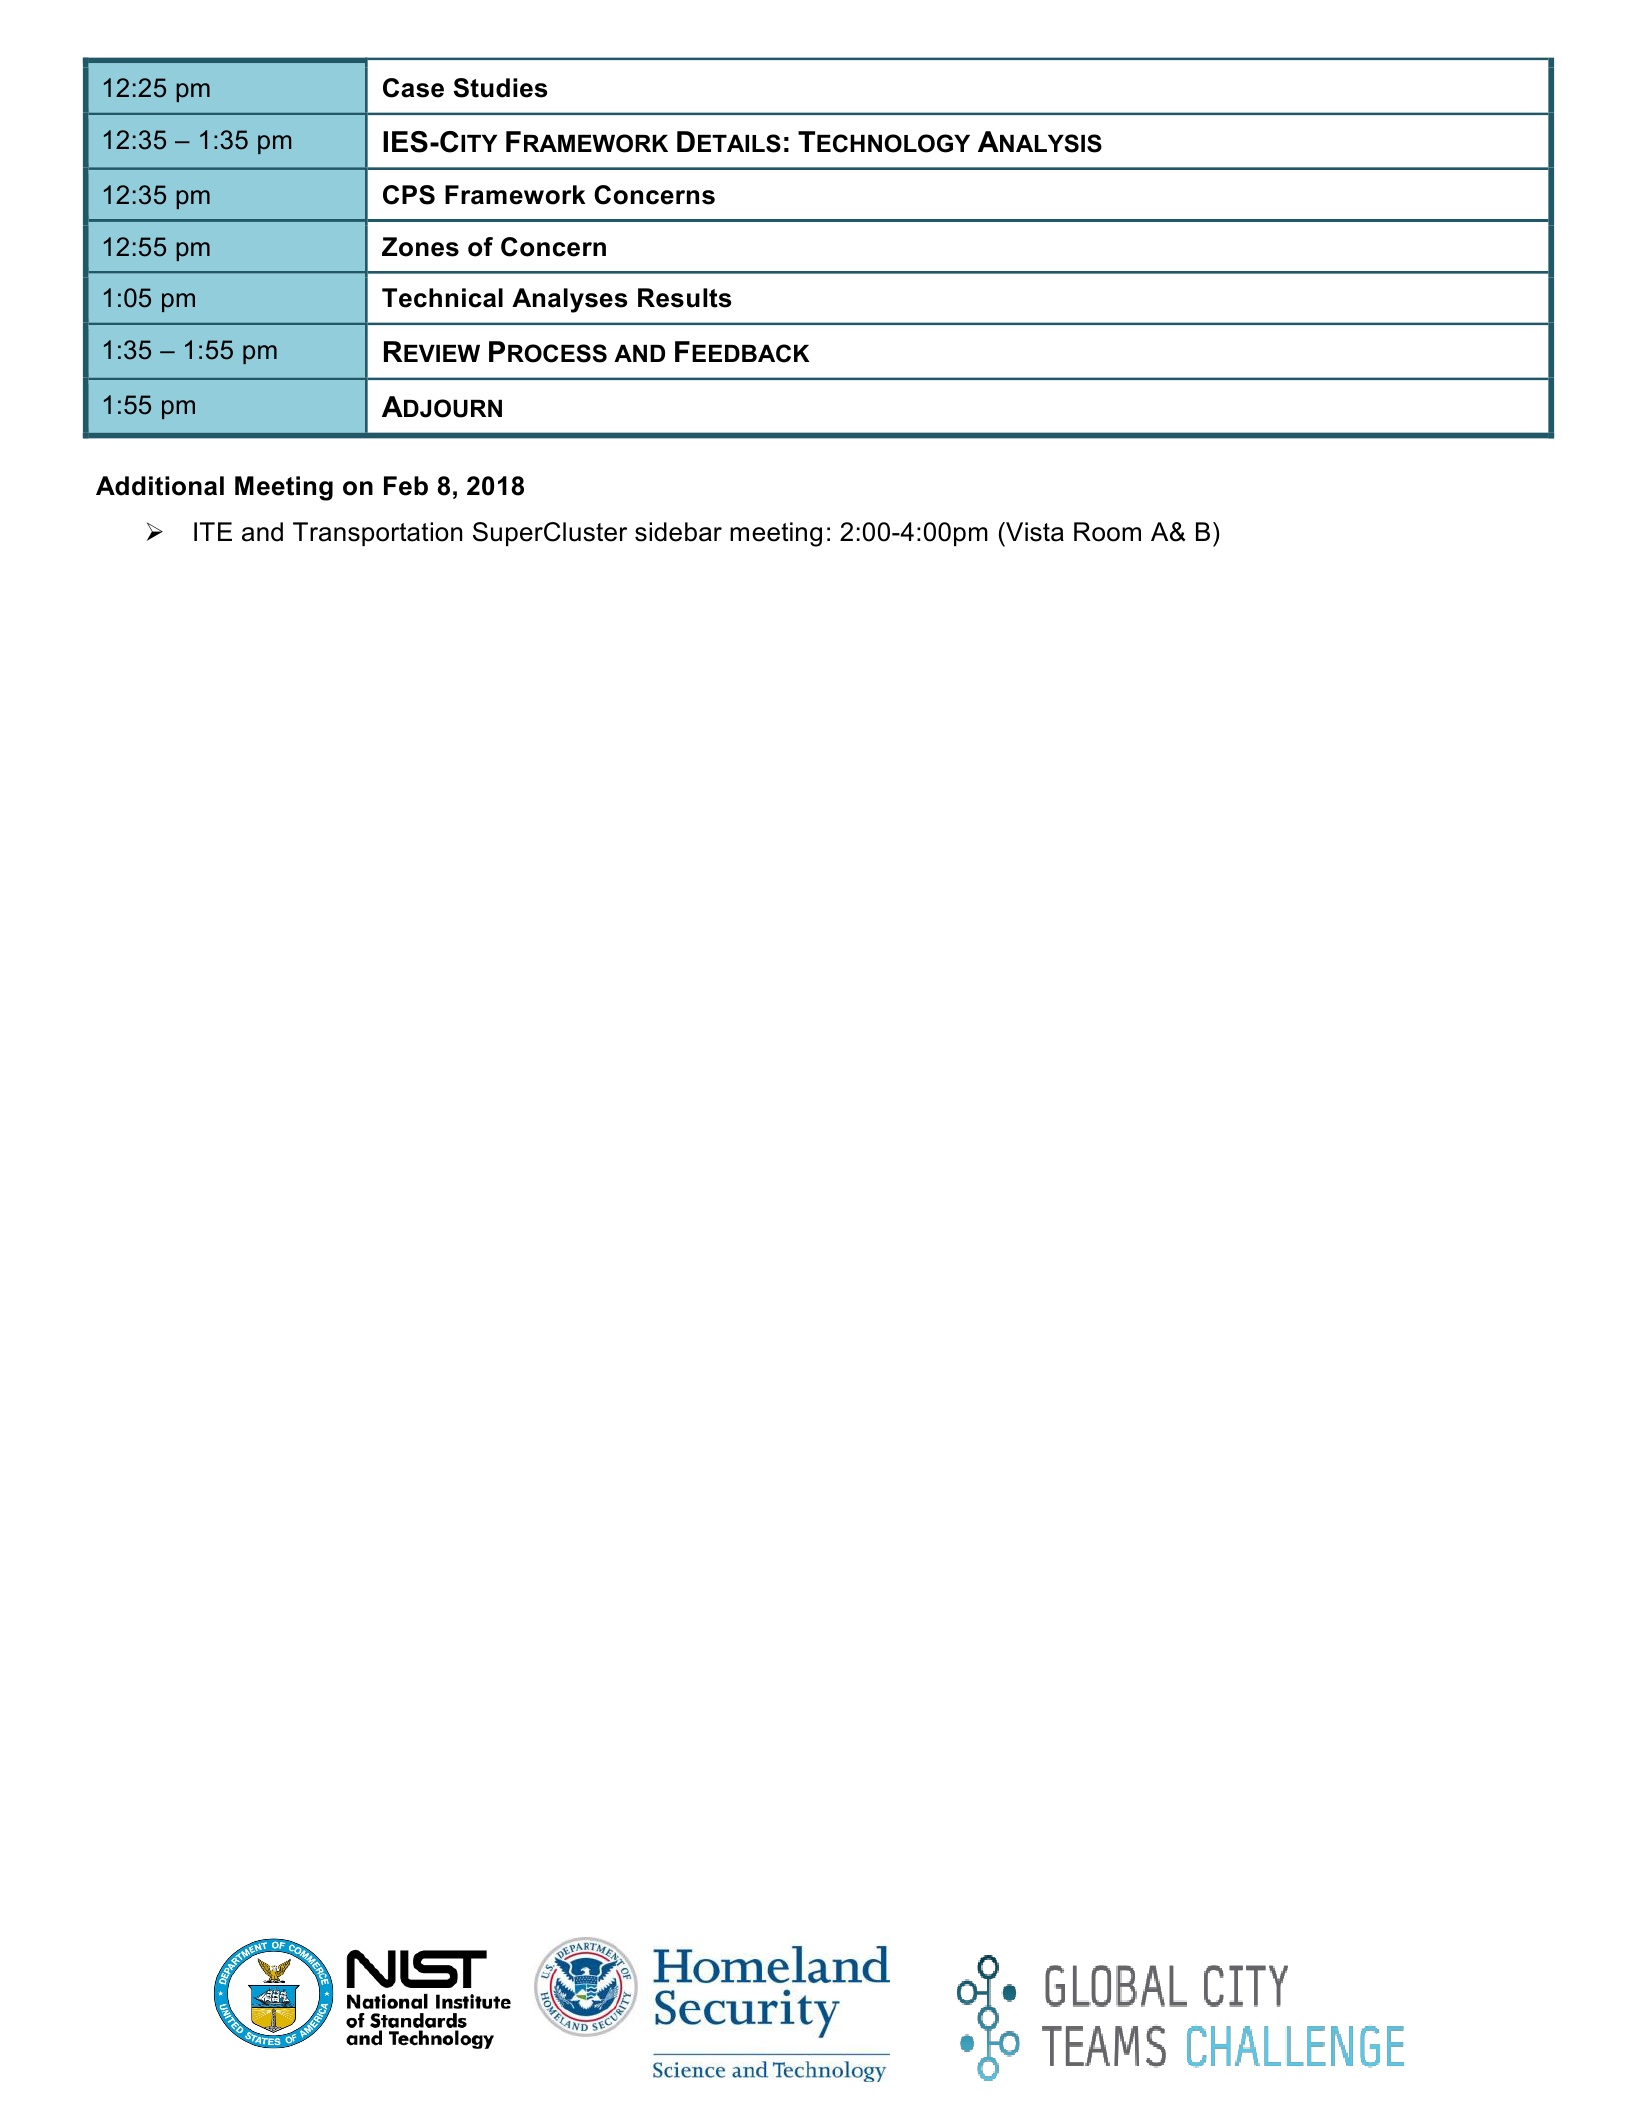 12:25 pm Case Studies
12:35 – 1:35 pm IES-CITY FRAMEWORK DETAILS: TECHNOLOGY ANALYSIS
12:35 pm CPS Framework Concerns
12:55 pm Zones of Concern
1:05 pm Technical Analyses Results
1:35 – 1:55 pm REVIEW PROCESS AND FEEDBACK
1:55 pm ADJOURN
Additional Meeting on Feb 8, 2018
➢ ITE and Transportation SuperCluster sidebar meeting: 2:00-4:00pm (Vista Room A& B)
DEPARTMENT OF COMMERCE
UNITED STATES OF AMERICA
NIST
National Institute
of Standards
and Technology
U.S. DEPARTMENT OF
HOMELAND SECURITY
Homeland
Security
Science and Technology
GLOBAL CITY
TEAMS CHALLENGE